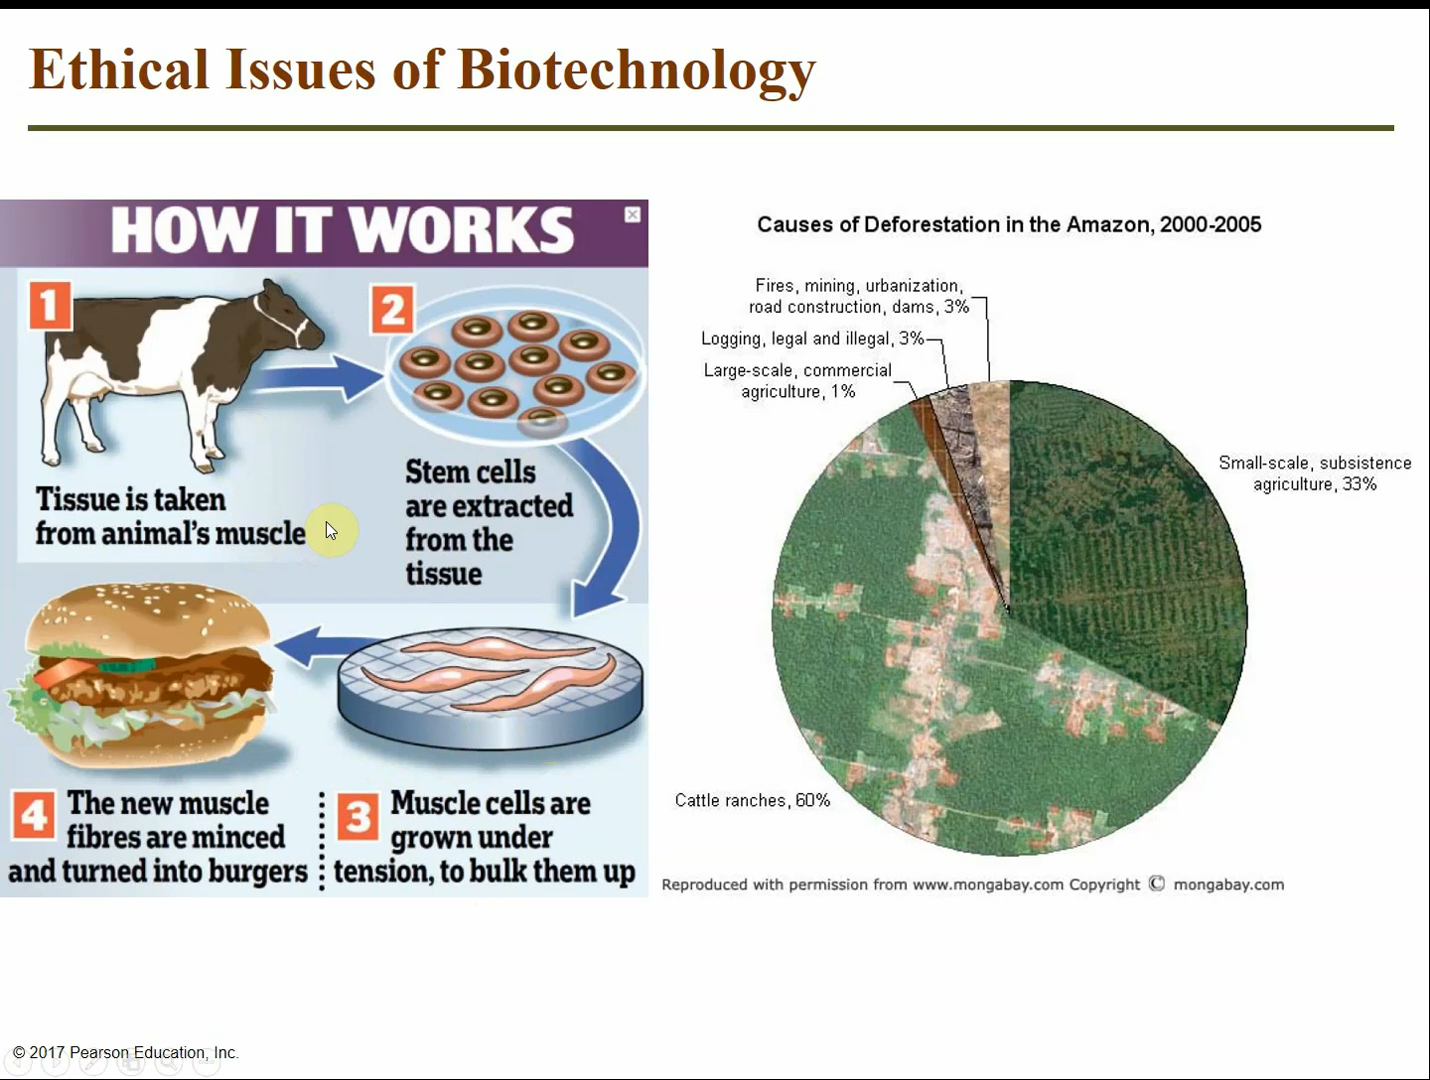 Ethical Issues of Biotechnology
HOW IT WORKS
1
Tissue is taken
from animal's muscle
2
Stem cells
are extracted
from the
tissue
3
Muscle cells are
grown under
tension, to bulk them up
4
The new muscle
fibres are minced
and turned into burgers
Causes of Deforestation in the Amazon, 2000-2005
Fires, mining, urbanization,
road construction, dams, 3%
Logging, legal and illegal, 3%
Large-scale, commercial
agriculture, 1%
Small-scale, subsistence
agriculture, 33%
Cattle ranches, 60%
Reproduced with permission from www.mongabay.com Copyright © mongabay.com
© 2017 Pearson Education, Inc.